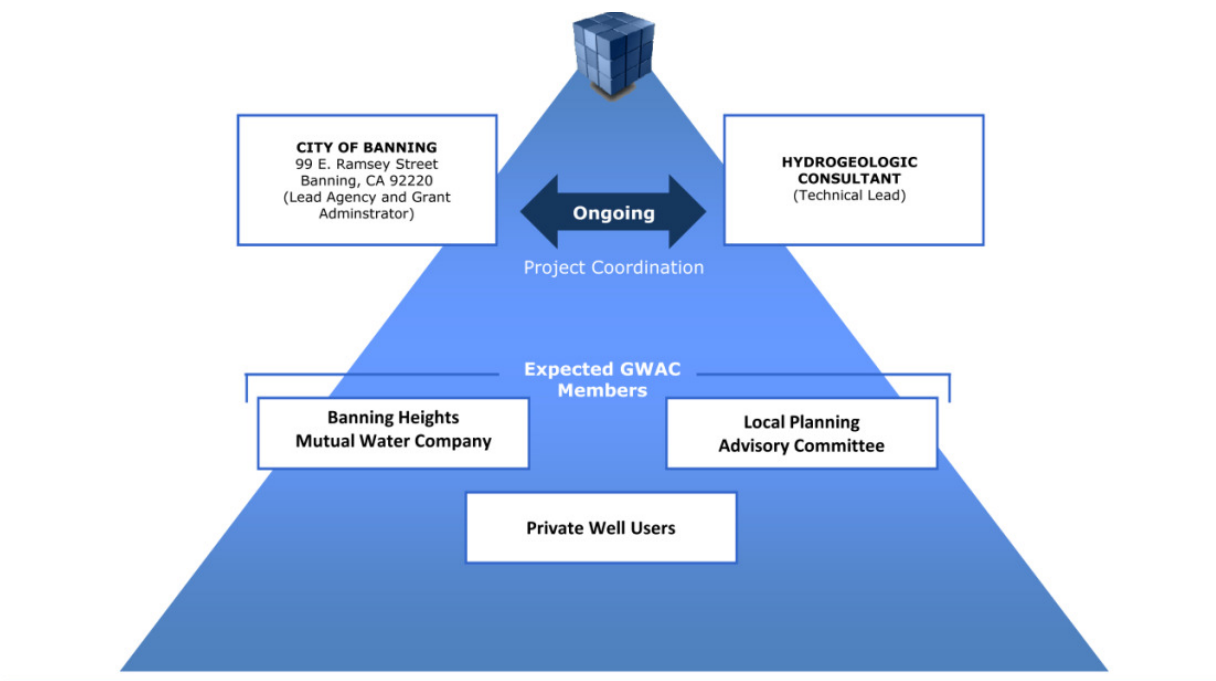 CITY OF BANNING
99 E. Ramsey Street
Banning, CA 92220
(Lead Agency and Grant
Adminstrator)
HYDROGEOLOGIC
CONSULTANT
(Technical Lead)
Ongoing
Project Coordination
Expected GWAC
Members
Banning Heights
Mutual Water Company
Local Planning
Advisory Committee
Private Well Users